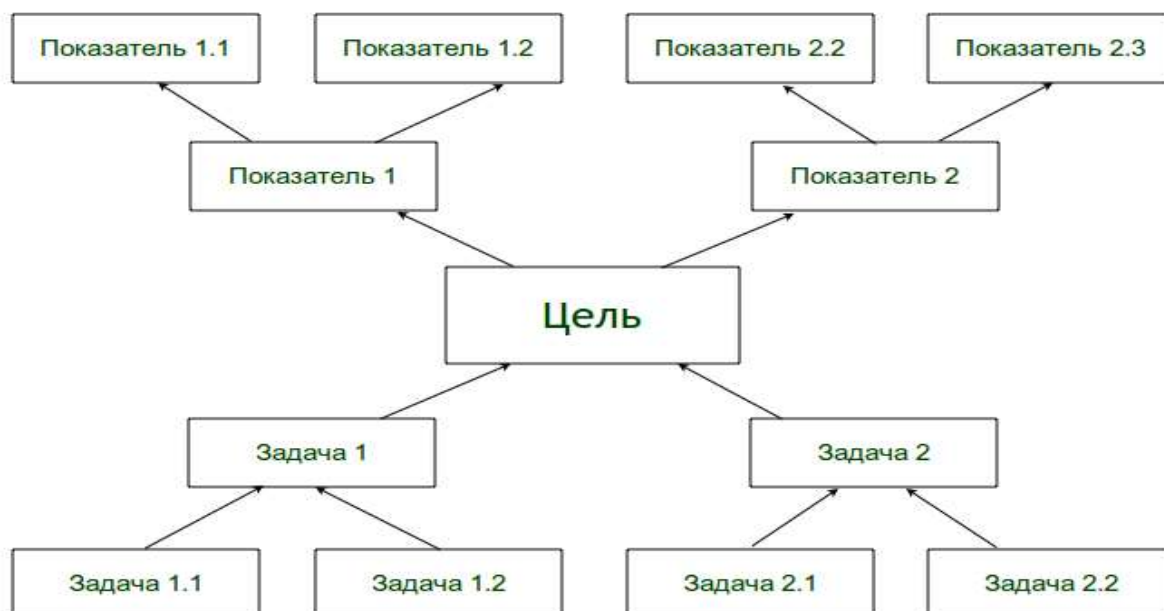 Показатель 1.1
Показатель 1.2
Показатель 2.2
Показатель 2.3
Показатель 1
Показатель 2
Цель
Задача 1
Задача 2
Задача 1.1
Задача 1.2
Задача 2.1
Задача 2.2